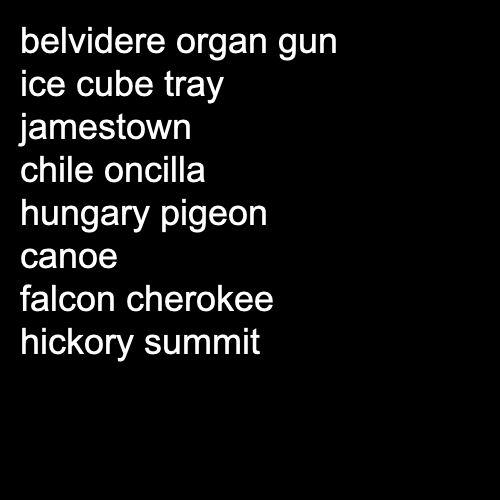 belvidere organ gun
ice cube tray
jamestown
chile oncilla
hungary pigeon
canoe
falcon cherokee
hickory summit